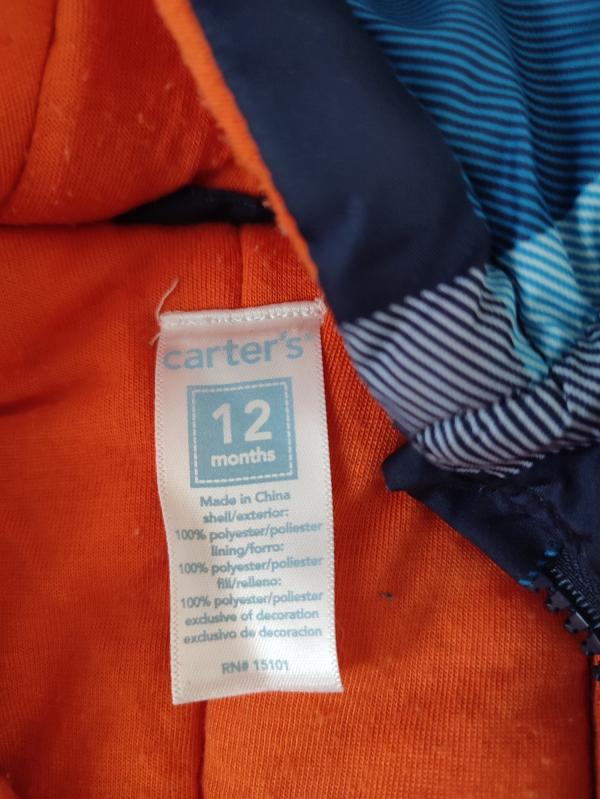 carter's
12
months
Made in China
shell/exterior:
100% polyester/poliester
lining/forro:
100% polyester/poliester
fill/relleno:
100% polyester/poliester
exclusive of decoration
exclusivo de decoracion
RN# 15101